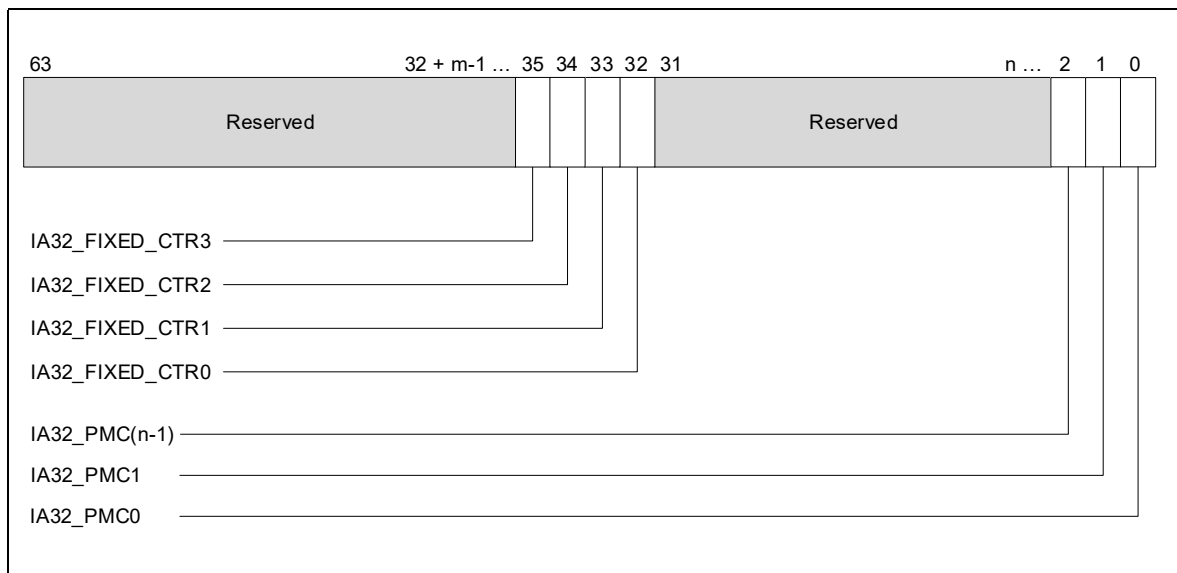 63 32 + m-1 ... 35 34 33 32 31 n ... 2 1 0
Reserved Reserved
IA32_FIXED_CTR3
IA32_FIXED_CTR2
IA32_FIXED_CTR1
IA32_FIXED_CTR0
IA32_PMC(n-1)
IA32_PMC1
IA32_PMC0